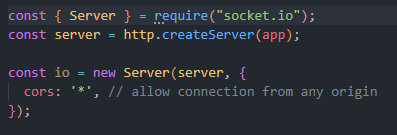 const { Server } = require("socket.io");
const server = http.createServer(app);
const io = new Server(server, {
cors: '*', // allow connection from any origin
});